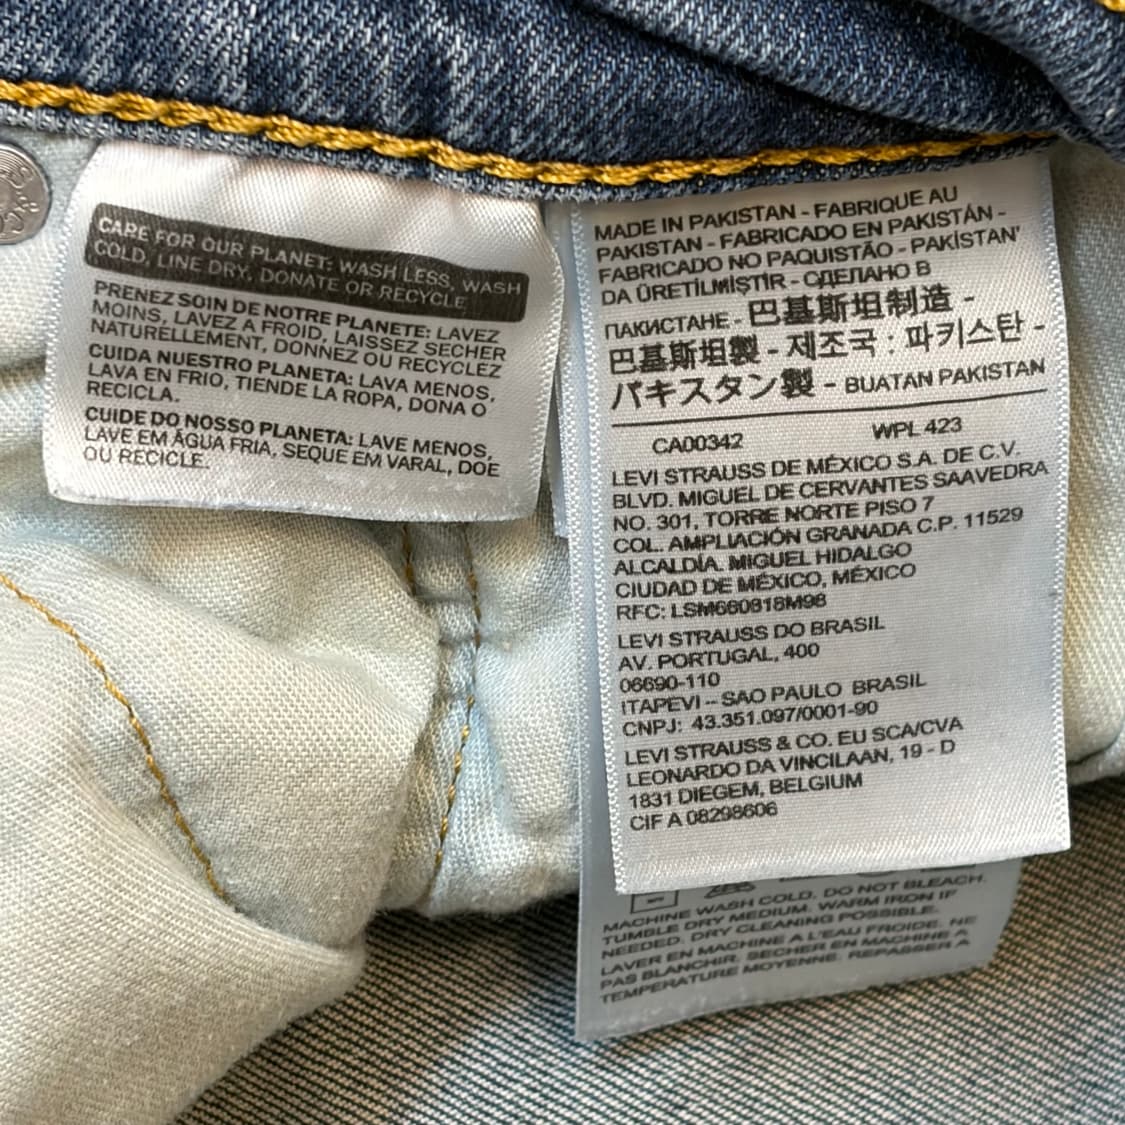 CARE FOR OUR PLANET: WASH LESS, WASH
COLD, LINE DRY, DONATE OR RECYCLE
PRENEZ SOIN DE NOTRE PLANETE: LAVEZ
MOINS, LAVEZ A FROID, LAISSEZ SECHER
NATURELLEMENT, DONNEZ OU RECYCLEZ
CUIDA NUESTRO PLANETA: LAVA MENOS,
LAVA EN FRIO, TIENDE LA ROPA, DONA O
RECICLA.
CUIDE DO NOSSO PLANETA: LAVE MENOS,
LAVE EM ÁGUA FRIA, SEQUE EM VARAL, DOE
OU RECICLE.
MADE IN PAKISTAN - FABRIQUE AU
PAKISTAN - FABRICADO EN PAKISTÁN -
FABRICADO NO PAQUISTÃO - PAKİSTAN'
DA ÜRETİLMİŞTİR - СДЕЛАНО В
ПАКИСТАНЕ - 巴基斯坦制造 -
巴基斯坦製 - 제조국 : 파키스탄 -
パキスタン製 - BUATAN PAKISTAN
CA00342 WPL 423
LEVI STRAUSS DE MÉXICO S.A. DE C.V.
BLVD. MIGUEL DE CERVANTES SAAVEDRA
NO. 301, TORRE NORTE PISO 7
COL. AMPLIACIÓN GRANADA C.P. 11529
ALCALDÍA. MIGUEL HIDALGO
CIUDAD DE MÉXICO, MÉXICO
RFC: LSM660818M98
LEVI STRAUSS DO BRASIL
AV. PORTUGAL, 400
06690-110
ITAPEVI – SAO PAULO BRASIL
CNPJ: 43.351.097/0001-90
LEVI STRAUSS & CO. EU SCA/CVA
LEONARDO DA VINCILAAN, 19 - D
1831 DIEGEM, BELGIUM
CIF A 08298606
MACHINE WASH COLD. DO NOT BLEACH.
TUMBLE DRY MEDIUM. WARM IRON IF
NEEDED. DRY CLEANING POSSIBLE.
LAVER EN MACHINE A L'EAU FROIDE. NE
PAS BLANCHIR. SECHER EN MACHINE A
TEMPERATURE MOYENNE. REPASSER A